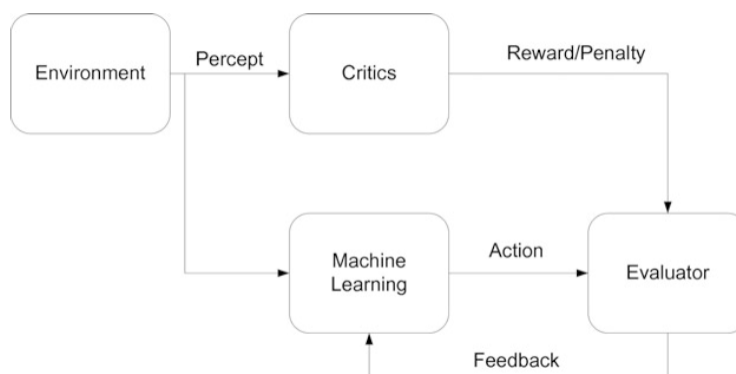 Environment
Percept
Critics
Reward/Penalty
Machine
Learning
Action
Evaluator
Feedback